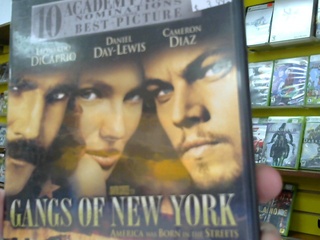 10 ACADEMY
NOMINATIONS
BEST PICTURE
LEONARDO
DICAPRIO
DANIEL
DAY-LEWIS
CAMERON
DIAZ
GANGS OF NEW YORK
AMERICA WAS BORN IN THE STREETS